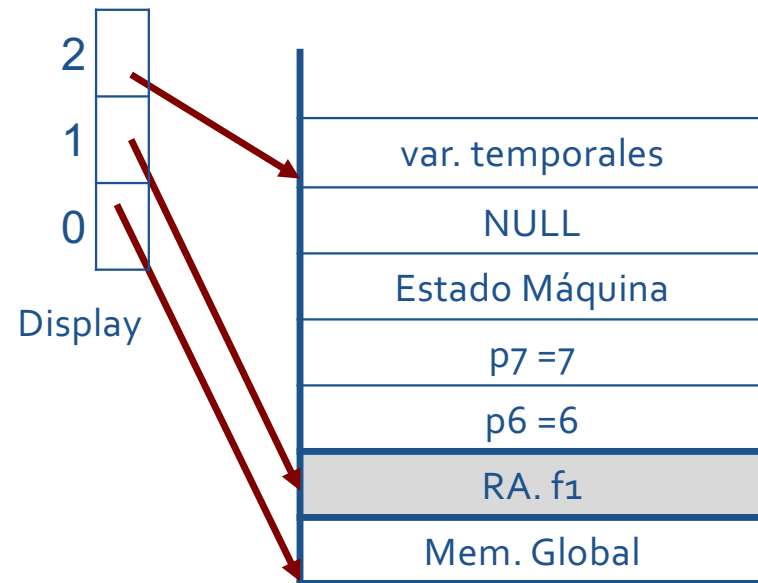 2
1
0
Display
var. temporales
NULL
Estado Máquina
p7 =7
p6 =6
RA. f1
Mem. Global